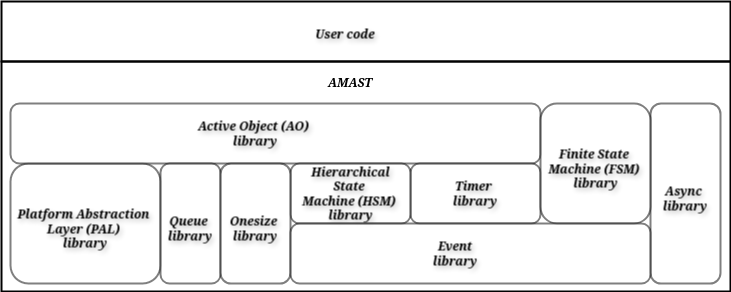 User code
AMAST
Active Object (AO)
library
Finite State
Machine (FSM)
library
Async
library
Platform Abstraction
Layer (PAL)
library
Queue
library
Onesize
library
Hierarchical
State
Machine (HSM)
library
Timer
library
Event
library